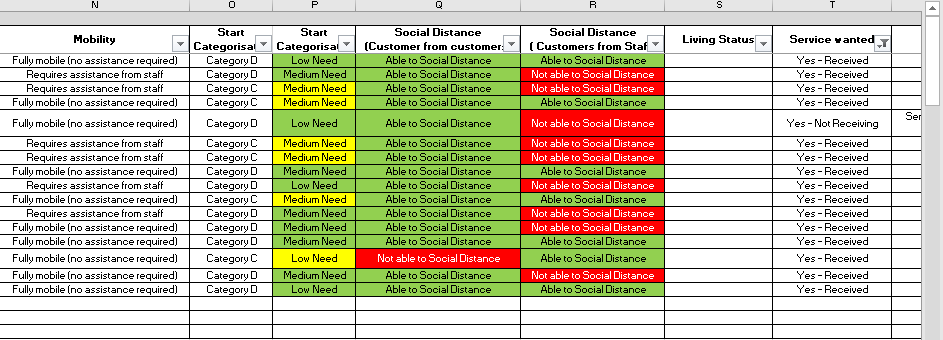 N O P Q R S T
Mobility Start Categorisa Start Categorisa Social Distance (Customer from customer: Social Distance ( Customers from Staf Living Status Service wanted
Fully mobile (no assistance required) Category D Low Need Able to Social Distance Able to Social Distance Yes - Received
Requires assistance from staff Category D Medium Need Able to Social Distance Not able to Social Distance Yes - Received
Requires assistance from staff Category C Medium Need Able to Social Distance Not able to Social Distance Yes - Received
Fully mobile (no assistance required) Category C Medium Need Able to Social Distance Able to Social Distance Yes - Received
Fully mobile (no assistance required) Category D Low Need Able to Social Distance Not able to Social Distance Yes - Not Receiving Ser
Requires assistance from staff Category C Medium Need Able to Social Distance Not able to Social Distance Yes - Received
Requires assistance from staff Category C Medium Need Able to Social Distance Not able to Social Distance Yes - Received
Fully mobile (no assistance required) Category D Medium Need Able to Social Distance Able to Social Distance Yes - Received
Requires assistance from staff Category D Low Need Able to Social Distance Not able to Social Distance Yes - Received
Fully mobile (no assistance required) Category C Medium Need Able to Social Distance Able to Social Distance Yes - Received
Requires assistance from staff Category D Medium Need Able to Social Distance Not able to Social Distance Yes - Received
Fully mobile (no assistance required) Category D Medium Need Able to Social Distance Not able to Social Distance Yes - Received
Fully mobile (no assistance required) Category D Medium Need Able to Social Distance Able to Social Distance Yes - Received
Fully mobile (no assistance required) Category C Low Need Not able to Social Distance Able to Social Distance Yes - Received
Fully mobile (no assistance required) Category D Medium Need Able to Social Distance Not able to Social Distance Yes - Received
Fully mobile (no assistance required) Category D Low Need Able to Social Distance Able to Social Distance Yes - Received